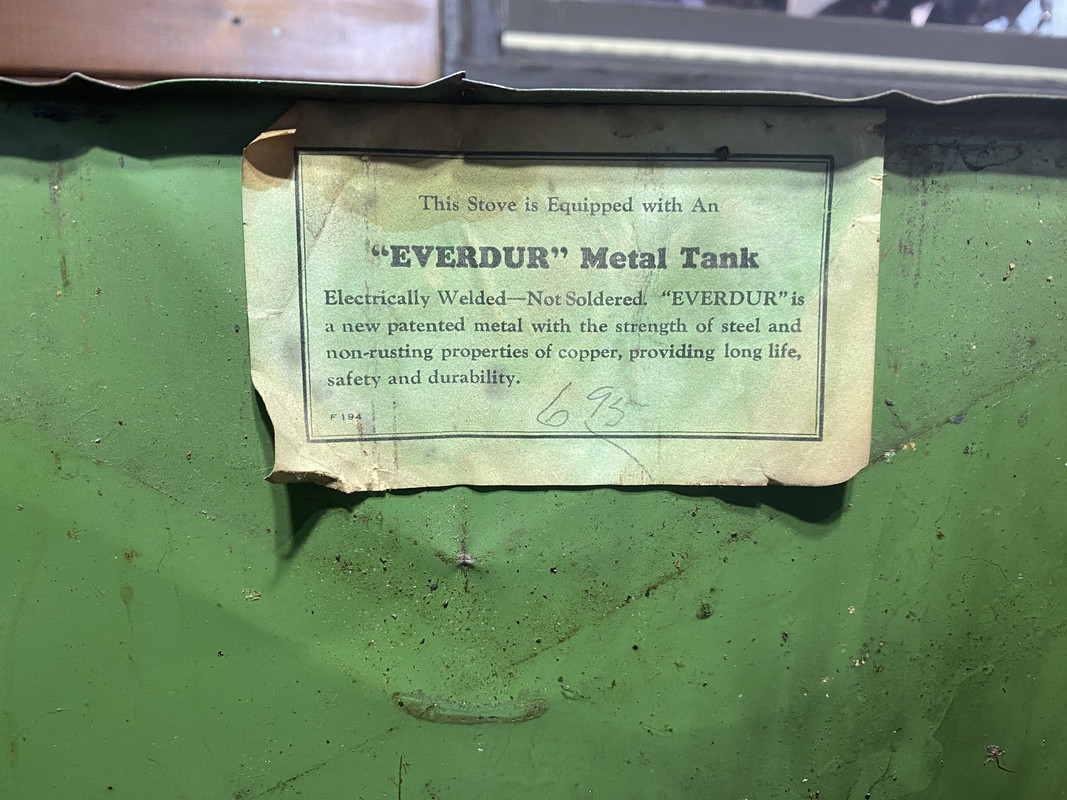 This Stove is Equipped with An
“EVERDUR” Metal Tank
Electrically Welded—Not Soldered. “EVERDUR” is
a new patented metal with the strength of steel and
non-rusting properties of copper, providing long life,
safety and durability.
F 194
6 95